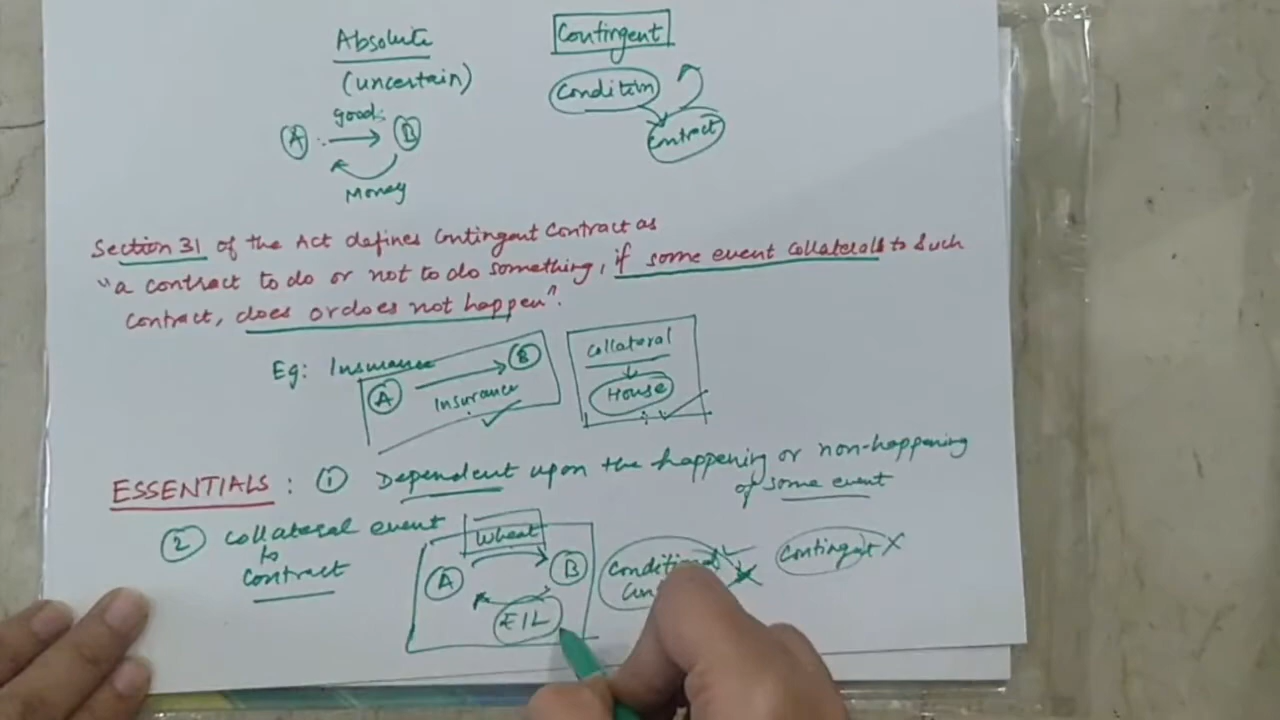 Absolute
(uncertain)
goods
A
B
Money
Contingent
Condition
Contract
Section 31 of the Act defines Contingent Contract as
"a contract to do or not to do something, if some event collateral to such
contract, does or does not happen".
Eg: Insurance
A
B
Insurance
Collateral
House
ESSENTIALS : ① Dependent upon the happening or non-happening
of some event
② Collateral event
to
contract
Wheat
A
B
₹1L
Contingent X